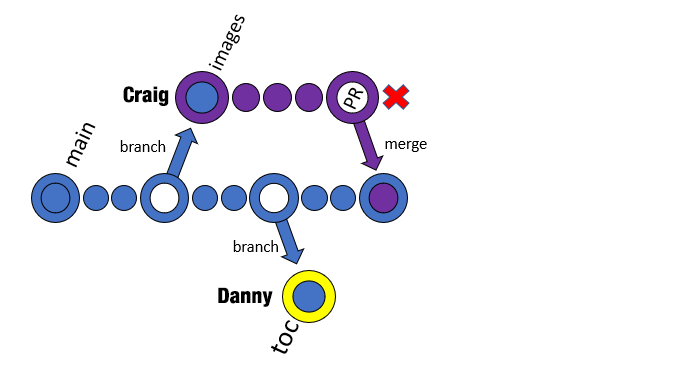 images
Craig
PR
main
branch
merge
branch
Danny
toc